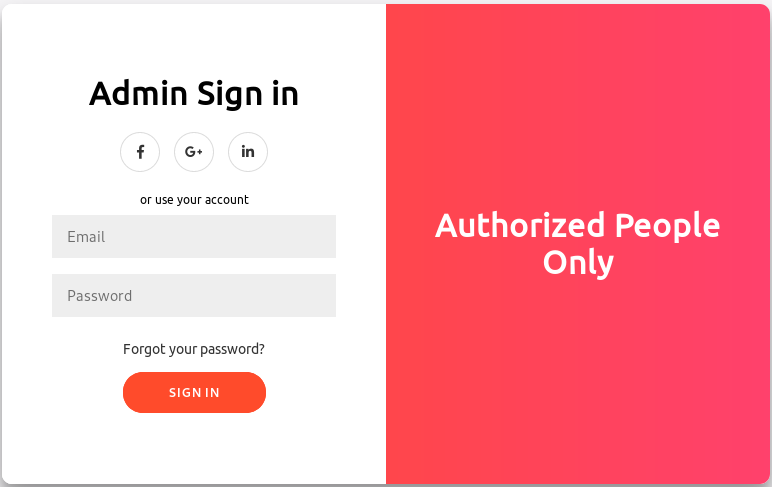 Admin Sign in
f G+ in
or use your account
Email
Password
Forgot your password?
SIGN IN
Authorized People
Only